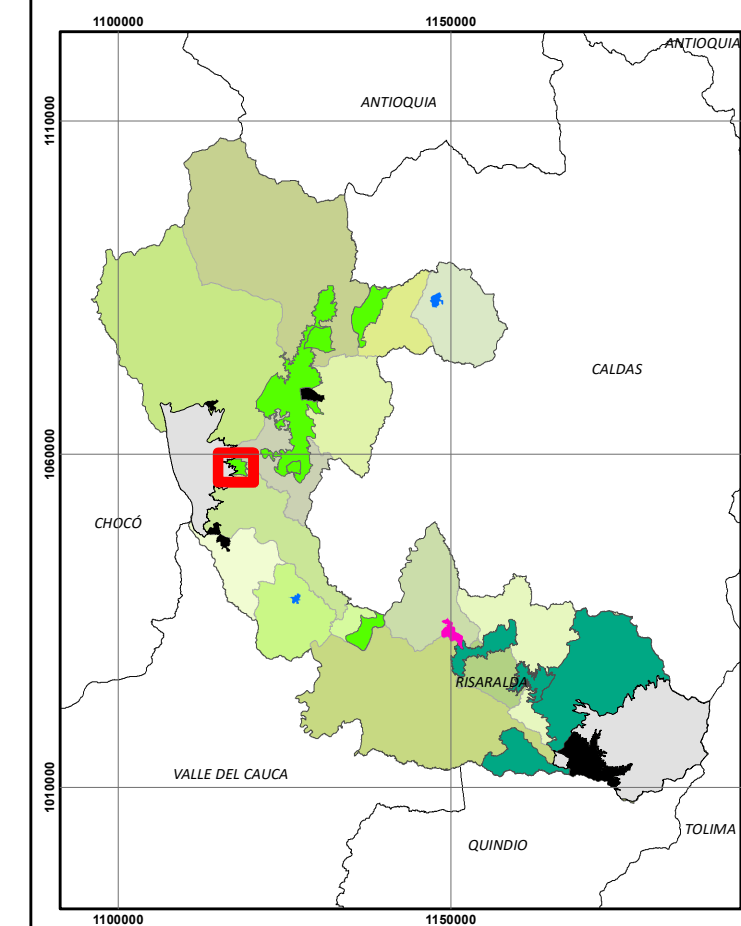 1100000 1150000
ANTIOQUIA
ANTIOQUIA
1110000
CALDAS
1060000
CHOCÓ
RISARALDA
VALLE DEL CAUCA
1010000
TOLIMA
QUINDIO
1100000 1150000